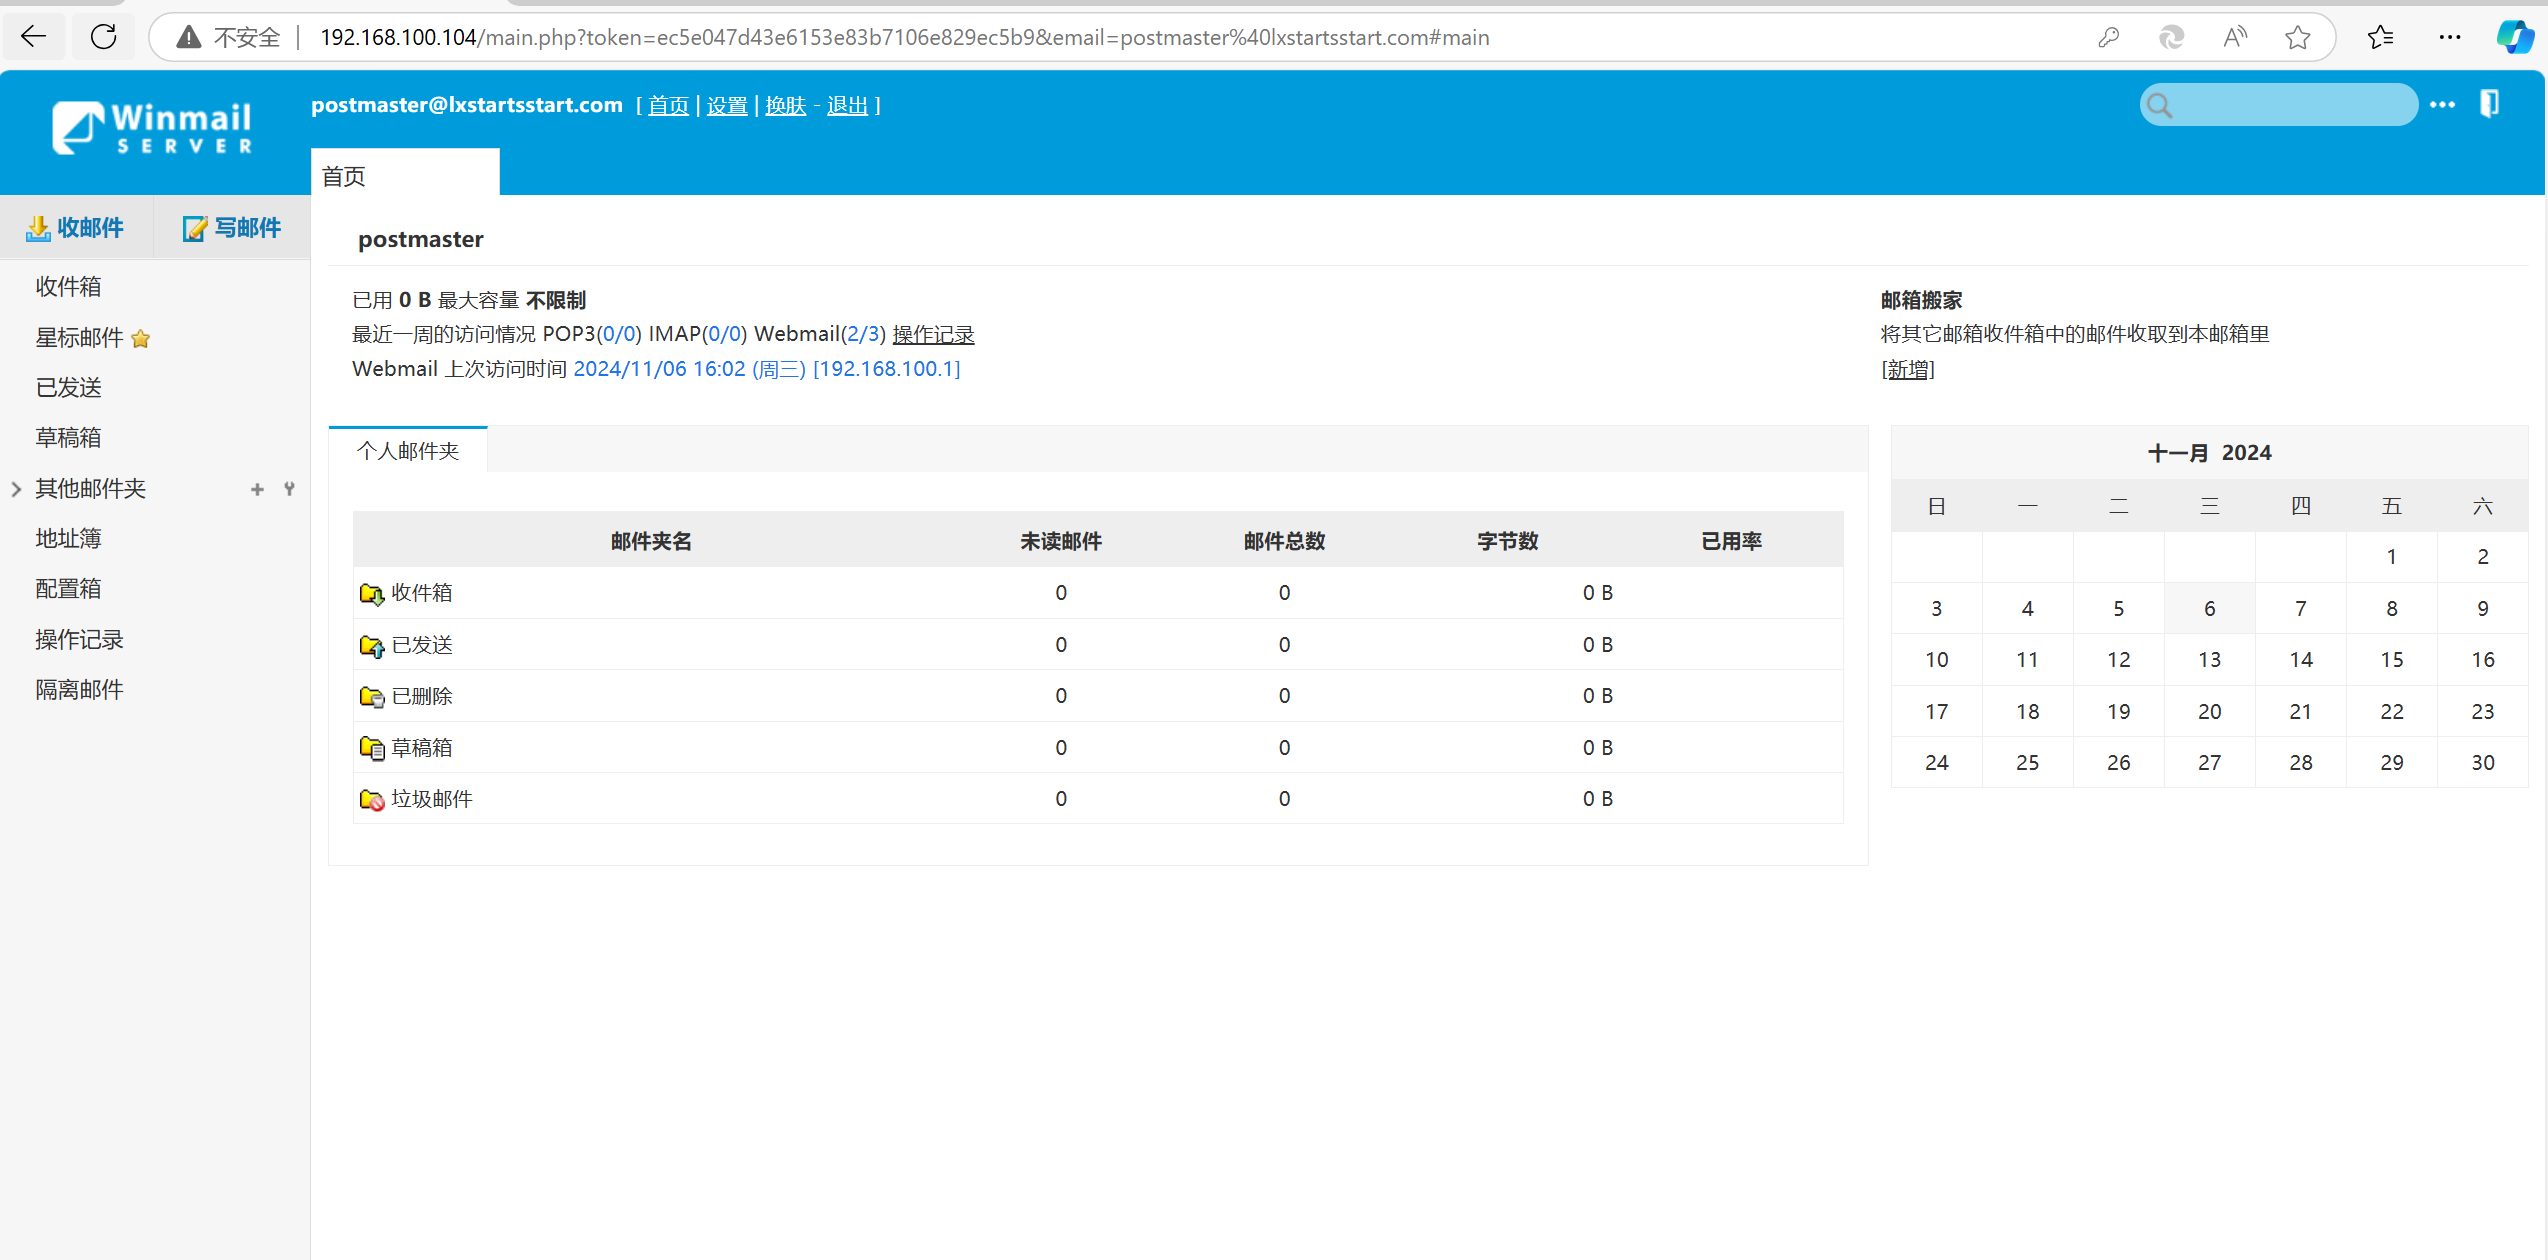 不安全 | 192.168.100.104/main.php?token=ec5e047d43e6153e83b7106e829ec5b9&email=postmaster%40lxstartsstart.com#main
Winmail
SERVER
postmaster@lxstartsstart.com [ 首页 | 设置 | 换肤 - 退出 ]
首页
收邮件 写邮件
收件箱
星标邮件
已发送
草稿箱
其他邮件夹
地址簿
配置箱
操作记录
隔离邮件
postmaster
已用 0 B 最大容量 不限制
最近一周的访问情况 POP3(0/0) IMAP(0/0) Webmail(2/3) 操作记录
Webmail 上次访问时间 2024/11/06 16:02 (周三) [192.168.100.1]
邮箱搬家
将其它邮箱收件箱中的邮件收取到本邮箱里
[新增]
个人邮件夹
邮件夹名 未读邮件 邮件总数 字节数 已用率
收件箱 0 0 0 B
已发送 0 0 0 B
已删除 0 0 0 B
草稿箱 0 0 0 B
垃圾邮件 0 0 0 B
十一月 2024
日 一 二 三 四 五 六
1 2
3 4 5 6 7 8 9
10 11 12 13 14 15 16
17 18 19 20 21 22 23
24 25 26 27 28 29 30